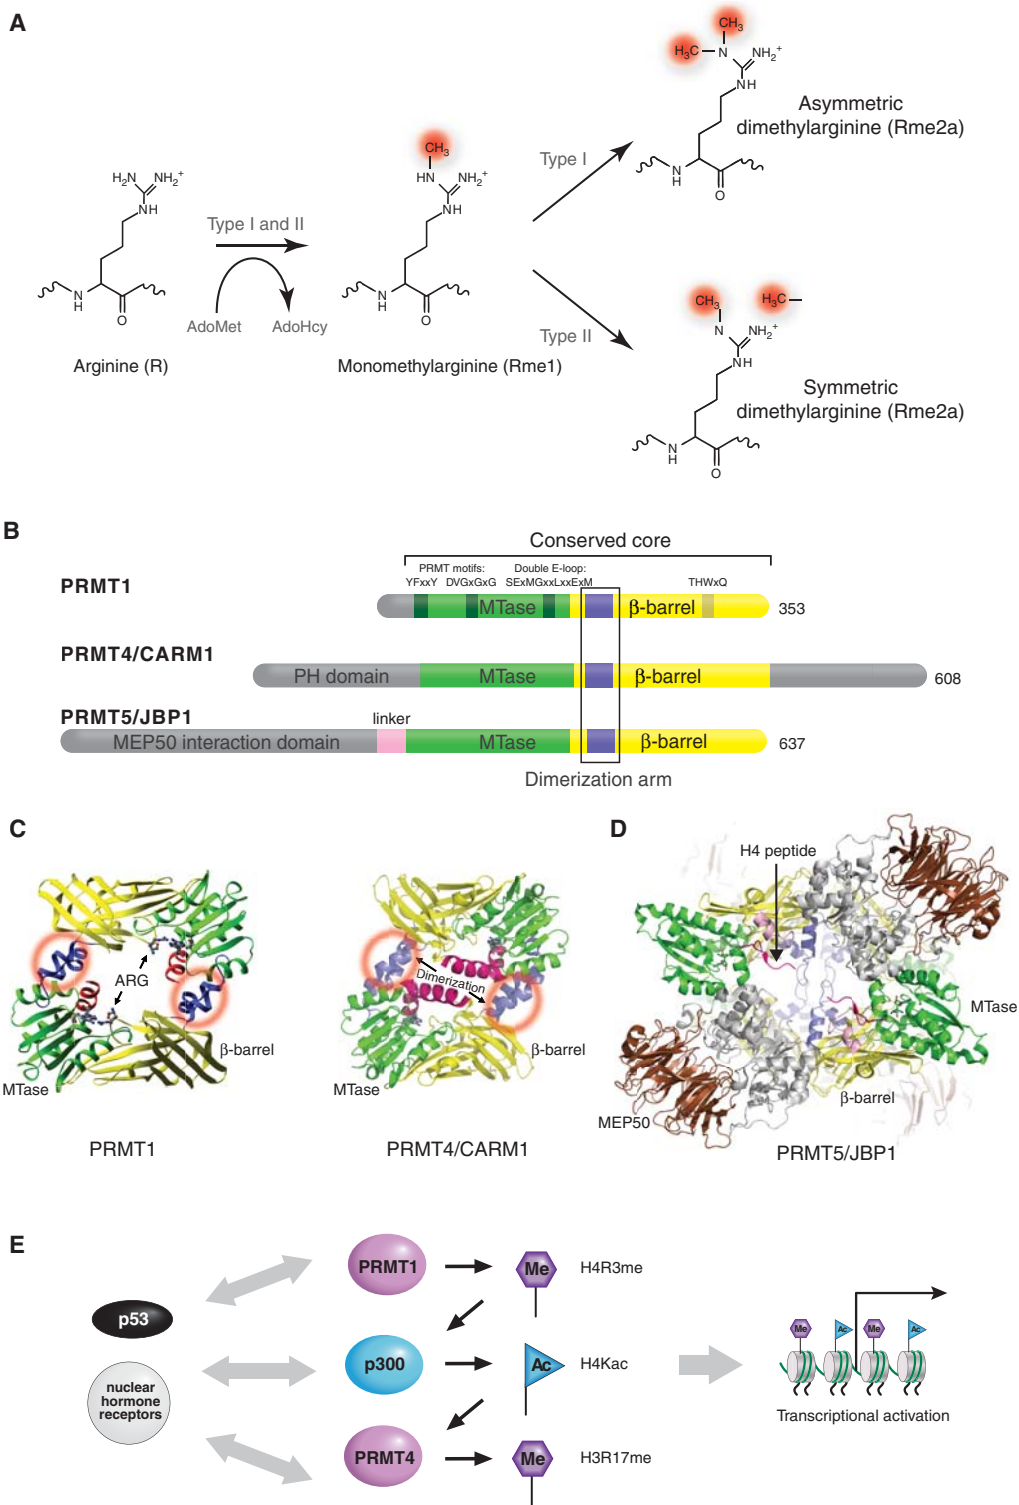 A
CH3
H3C
N
NH2+
NH
Asymmetric
dimethylarginine (Rme2a)
N
H
O
Type I
CH3
HN
NH2+
NH
H2N
NH2+
NH
Type I and II
N
H
O
N
H
O
AdoMet
AdoHcy
Arginine (R)
Monomethylarginine (Rme1)
CH3
H3C
Type II
N
NH2+
NH
Symmetric
dimethylarginine (Rme2a)
N
H
O
B
Conserved core
PRMT motifs:
Double E-loop:
YFxxY
DVGxGxG
SExMGxxLxxExM
THWxQ
PRMT1
MTase
β-barrel
353
PRMT4/CARM1
PH domain
MTase
β-barrel
608
PRMT5/JBP1
linker
MEP50 interaction domain
MTase
β-barrel
637
Dimerization arm
C
ARG
β-barrel
MTase
PRMT1
Dimerization
β-barrel
MTase
PRMT4/CARM1
D
H4 peptide
MTase
β-barrel
MEP50
PRMT5/JBP1
E
PRMT1
Me
H4R3me
p53
p300
Ac
H4Kac
nuclear
hormone
receptors
PRMT4
Me
H3R17me
Me
Ac
Me
Ac
Transcriptional activation